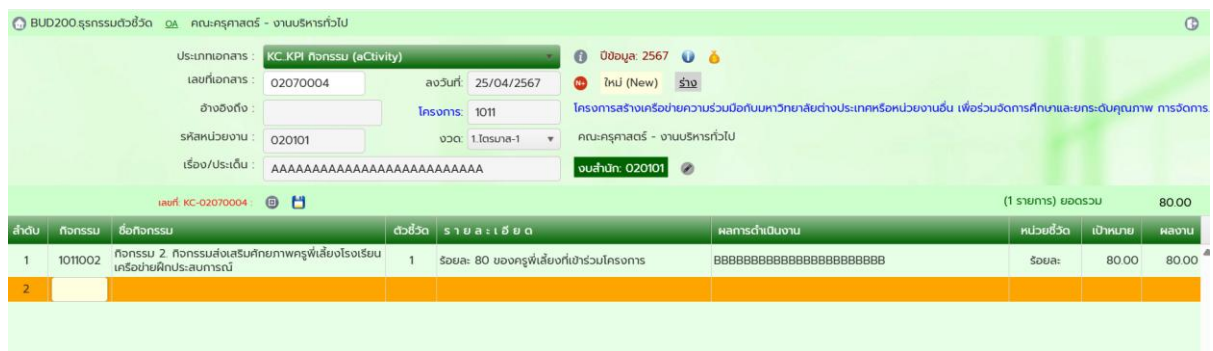 BUD200 ธุรกรรมตัวชี้วัด QA คณะครุศาสตร์ - งานบริหารทั่วไป
ประเภทเอกสาร : KC.KPI กิจกรรม (aCtivity) ปีข้อมูล: 2567
เลขที่เอกสาร : 02070004 ลงวันที่: 25/04/2567 N+ ใหม่ (New) ร่าง
อ้างอิงถึง : โครงการ: 1011 โครงการสร้างเครือข่ายความร่วมมือกับมหาวิทยาลัยต่างประเทศหรือหน่วยงานอื่น เพื่อร่วมจัดการศึกษาและยกระดับคุณภาพ การจัดการ
รหัสหน่วยงาน : 020101 งวด: 1.ไตรมาส-1 คณะครุศาสตร์ - งานบริหารทั่วไป
เรื่อง/ประเด็น : AAAAAAAAAAAAAAAAAAAAAAAAAA งบสำนัก: 020101
เลขที่: KC-02070004 : (1 รายการ) ยอดรวม 80.00
ลำดับ กิจกรรม ชื่อกิจกรรม ตัวชี้วัด ร า ย ล ะ เ อี ย ด ผลการดำเนินงาน หน่วยชี้วัด เป้าหมาย ผลงาน
1 1011002 กิจกรรม 2. กิจกรรมส่งเสริมศักยภาพครูพี่เลี้ยงโรงเรียน 1 ร้อยละ 80 ของครูพี่เลี้ยงที่เข้าร่วมโครงการ BBBBBBBBBBBBBBBBBBBBBBB ร้อยละ 80.00 80.00
เครือข่ายฝึกประสบการณ์
2